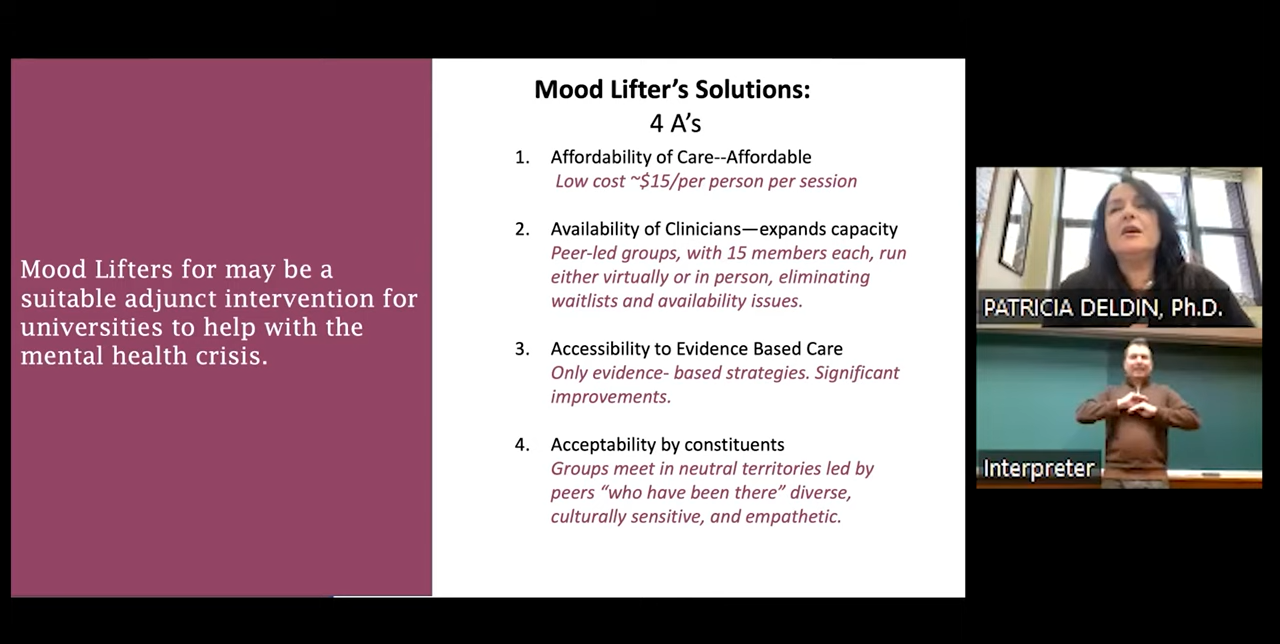 Mood Lifters for may be a
suitable adjunct intervention for
universities to help with the
mental health crisis.
Mood Lifter’s Solutions:
4 A’s
1. Affordability of Care--Affordable
Low cost ~$15/per person per session
2. Availability of Clinicians—expands capacity
Peer-led groups, with 15 members each, run
either virtually or in person, eliminating
waitlists and availability issues.
3. Accessibility to Evidence Based Care
Only evidence- based strategies. Significant
improvements.
4. Acceptability by constituents
Groups meet in neutral territories led by
peers “who have been there” diverse,
culturally sensitive, and empathetic.
PATRICIA DELDIN, Ph.D.
Interpreter